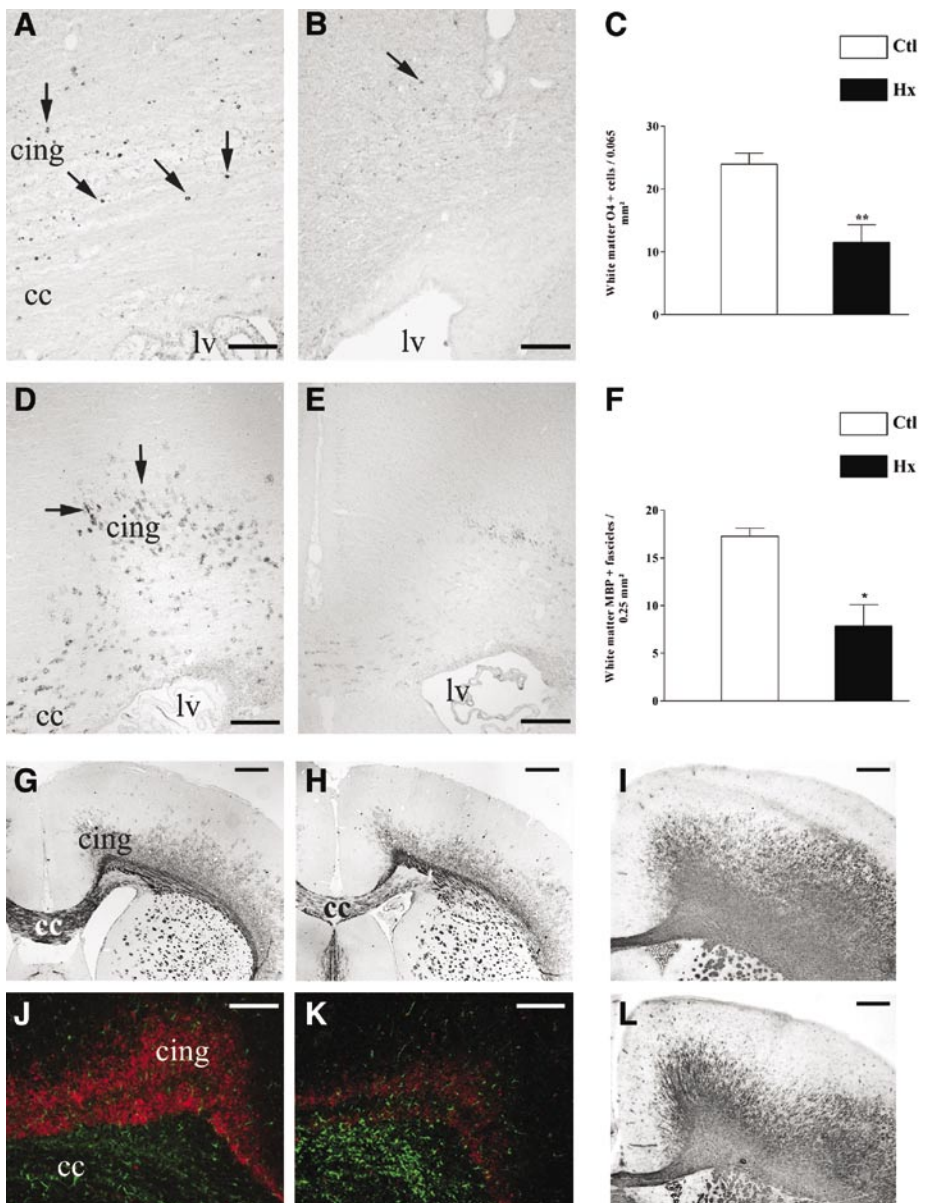 A
cing
cc
lv
B
lv
C
Ctl
Hx
White matter O4 + cells / 0.065
mm²
30
20
10
0
**
D
cing
cc
lv
E
lv
F
Ctl
Hx
White matter MBP + fascicles /
0.25 mm²
20
15
10
5
0
*
G
cing
cc
H
cc
I
J
cing
cc
K
L